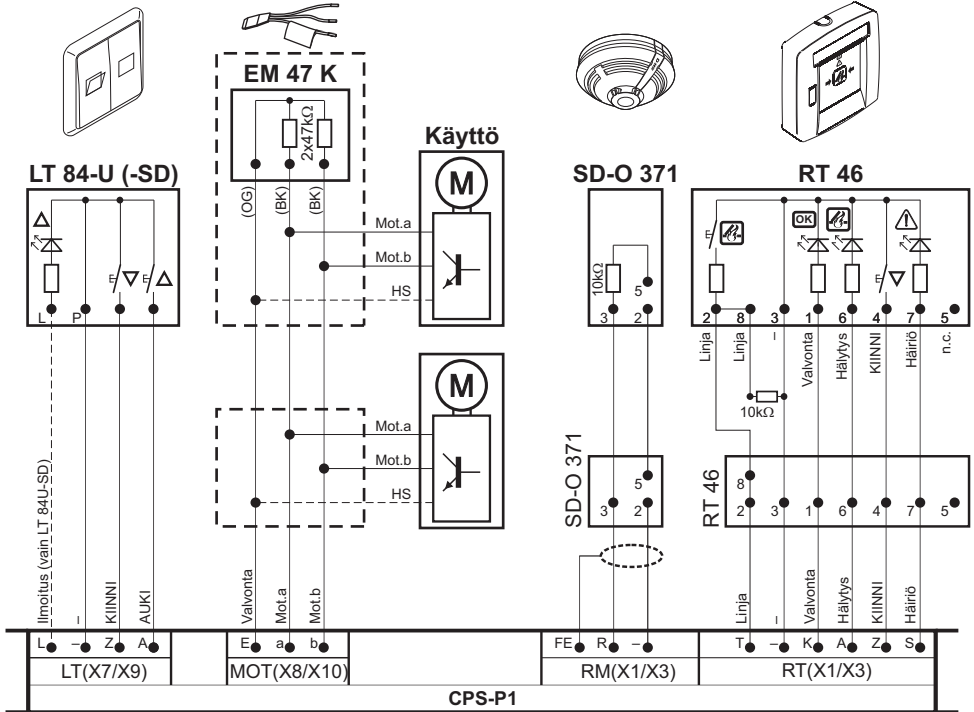 EM 47 K
2x47kΩ
(OG)
(BK)
(BK)
Käyttö
M
Mot.a
Mot.b
HS
LT 84-U (-SD)
L
P
SD-O 371
10kΩ
5
3
2
RT 46
OK
2
8
3
1
6
4
7
5
Linja
Linja
–
Valvonta
Hälytys
KIINNI
Häiriö
n.c.
10kΩ
M
Mot.a
Mot.b
HS
SD-O 371
5
3
2
RT 46
8
2
3
1
6
4
7
5
Ilmoitus (vain LT 84U-SD)
–
KIINNI
AUKI
Valvonta
Mot.a
Mot.b
Linja
–
Valvonta
Hälytys
KIINNI
Häiriö
L
–
Z
A
E
a
b
FE
R
–
T
–
K
A
Z
S
LT(X7/X9)
MOT(X8/X10)
RM(X1/X3)
RT(X1/X3)
CPS-P1